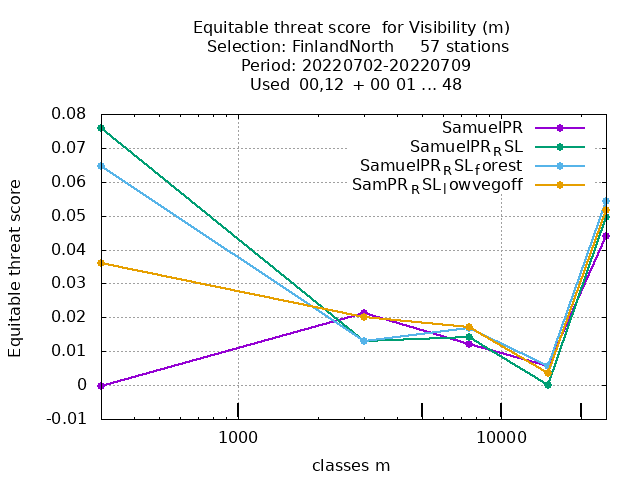 Equitable threat score  for Visibility (m)
Selection: FinlandNorth     57 stations
Period: 20220702-20220709
Used  00,12  + 00 01 ... 48
0.08
0.07
0.06
0.05
0.04
0.03
0.02
0.01
0
-0.01
Equitable threat score
SamuelPR
SamuelPR_RSL
SamuelPR_RSL_forest
SamPR_RSL_lowvegoff
1000
10000
classes m